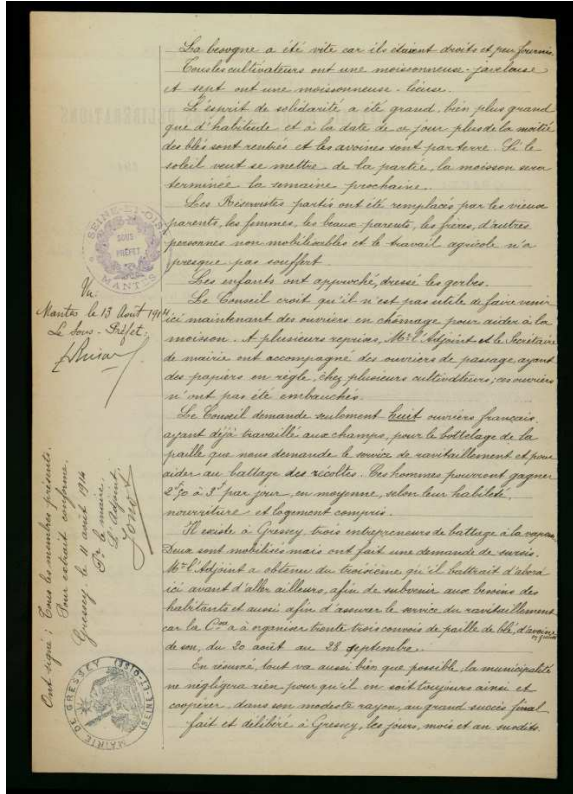 La besogne a été vite car ils étaient droits et peu fournis.
Tous les cultivateurs ont une moissonneuse-javeleuse
et sept ont une moissonneuse-lieuse.
L'esprit de solidarité a été grand, bien plus grand
que d'habitude et à la date de ce jour plus de la moitié
des blés sont rentrés et les avoines sont par terre. Si le
soleil veut se mettre de la partie, la moisson sera
terminée la semaine prochaine.
Les Réservistes partis ont été remplacés par les vieux
parents, les femmes, les beaux-parents, les frères, d'autres
personnes non mobilisables et le travail agricole n'a
presque pas souffert.
Les enfants ont approché, dressé les gerbes.
Le Conseil croit qu'il n'est pas utile de faire venir
ici maintenant des ouvriers en chômage pour aider à la
moisson. A plusieurs reprises, Mr l'Adjoint et le Secrétaire
de mairie ont accompagné des ouvriers de passage ayant
des papiers en règle, chez plusieurs cultivateurs; ces ouvriers
n'ont pas été embauchés.
Le Conseil demande seulement huit ouvriers français,
ayant déjà travaillé aux champs, pour le bottelage de la
paille que nous demande le service de ravitaillement et pour
aider au battage des récoltes. Ces hommes pourront gagner
2f50 à 3f par jour, en moyenne, selon leur habileté,
nourriture et logement compris.
Il existe à Gressey, trois entrepreneurs de battage à la vapeur.
Deux sont mobilisés mais ont fait une demande de sursis.
Mr l'Adjoint a obtenu du troisième qu'il battrait d'abord
ici avant d'aller ailleurs, afin de subvenir aux besoins des
habitants et aussi afin d'assurer le service du ravitaillement
car la Cne a à organiser trente trois convois de paille de blé, d'avoine
de son, du 20 août au 28 septembre.
En résumé, tout va aussi bien que possible, la municipalité
ne négligera rien pour qu'il en soit toujours ainsi et
coopérer, dans son modeste rayon, au grand succès final.
fait et délibéré à Gressey, les jours, mois et an susdits.
SEINE-ET-OISE
SOUS-PRÉFET
MANTES
Vu
Mantes le 13 Août 1914
Le Sous-Préfet,
Ont signé: Tous les membres présents.
Pour extrait conforme.
Gressey le 11 août 1914
Pr le maire,
L'Adjoint,
MAIRIE DE GRESSEY
(SEINE-ET-OISE)